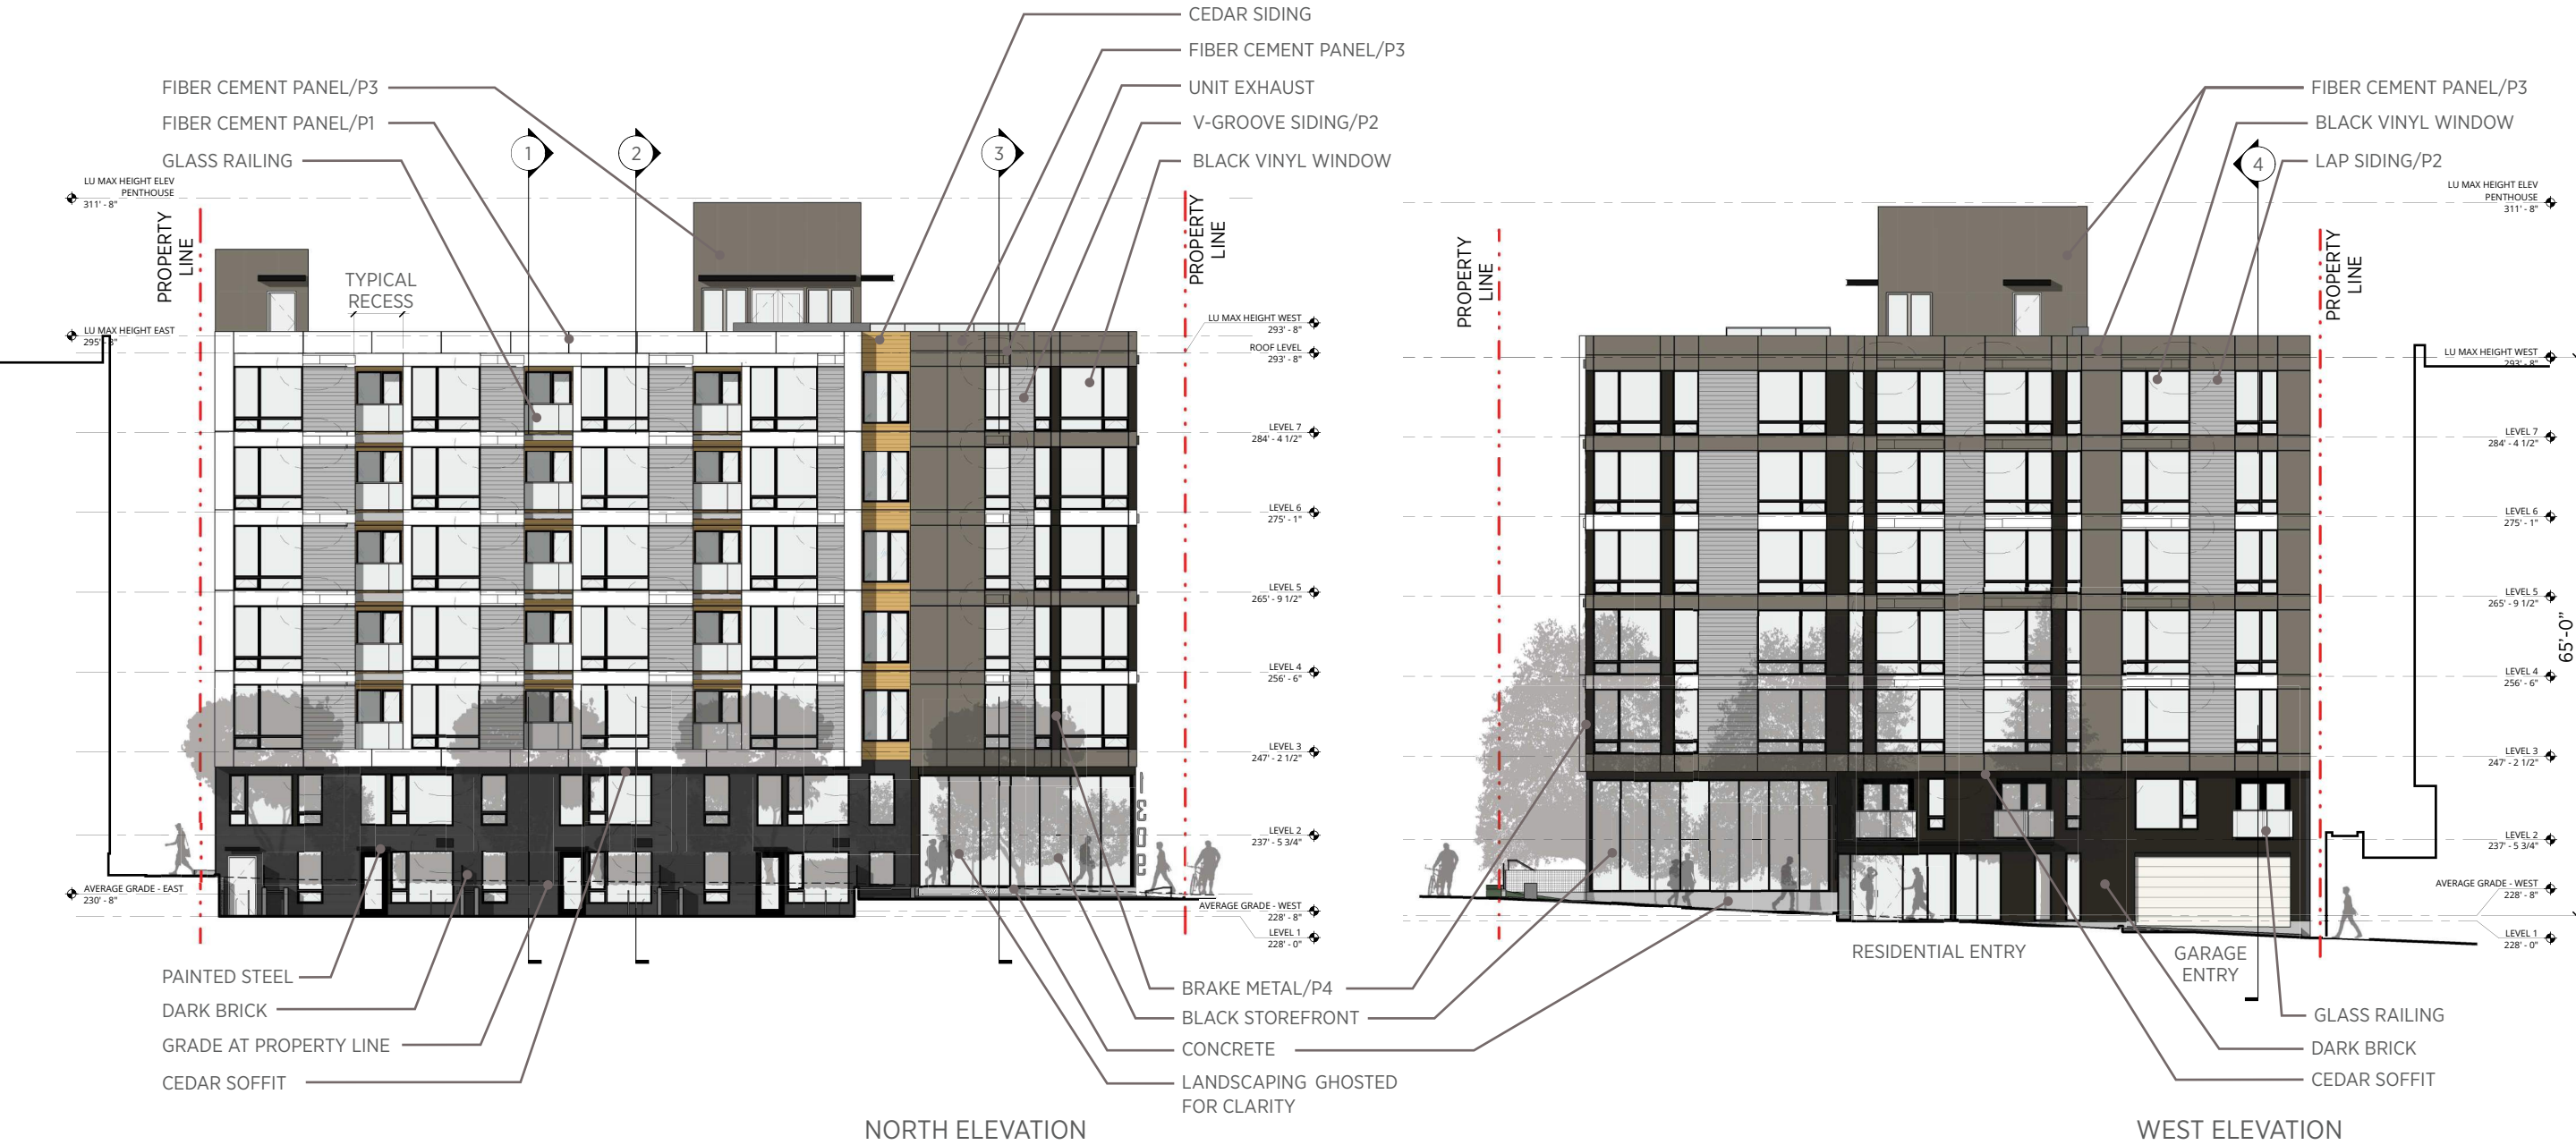 CEDAR SIDING
FIBER CEMENT PANEL/P3
UNIT EXHAUST
V-GROOVE SIDING/P2
BLACK VINYL WINDOW
FIBER CEMENT PANEL/P3
FIBER CEMENT PANEL/P1
GLASS RAILING
1
2
3
LU MAX HEIGHT ELEV
PENTHOUSE
311' - 8"
PROPERTY
LINE
TYPICAL
RECESS
LU MAX HEIGHT EAST
295' - 8"
PROPERTY
LINE
LU MAX HEIGHT WEST
293' - 8"
ROOF LEVEL
293' - 8"
LEVEL 7
284' - 4 1/2"
LEVEL 6
275' - 1"
LEVEL 5
265' - 9 1/2"
LEVEL 4
256' - 6"
LEVEL 3
247' - 2 1/2"
LEVEL 2
237' - 5 3/4"
AVERAGE GRADE - EAST
230' - 8"
AVERAGE GRADE - WEST
228' - 8"
LEVEL 1
228' - 0"
PAINTED STEEL
DARK BRICK
GRADE AT PROPERTY LINE
CEDAR SOFFIT
BRAKE METAL/P4
BLACK STOREFRONT
CONCRETE
LANDSCAPING GHOSTED
FOR CLARITY
NORTH ELEVATION
FIBER CEMENT PANEL/P3
BLACK VINYL WINDOW
LAP SIDING/P2
4
LU MAX HEIGHT ELEV
PENTHOUSE
311' - 8"
PROPERTY
LINE
PROPERTY
LINE
LU MAX HEIGHT WEST
293' - 8"
LEVEL 7
284' - 4 1/2"
LEVEL 6
275' - 1"
LEVEL 5
265' - 9 1/2"
65'-0"
LEVEL 4
256' - 6"
LEVEL 3
247' - 2 1/2"
LEVEL 2
237' - 5 3/4"
AVERAGE GRADE - WEST
228' - 8"
LEVEL 1
228' - 0"
RESIDENTIAL ENTRY
GARAGE
ENTRY
GLASS RAILING
DARK BRICK
CEDAR SOFFIT
WEST ELEVATION